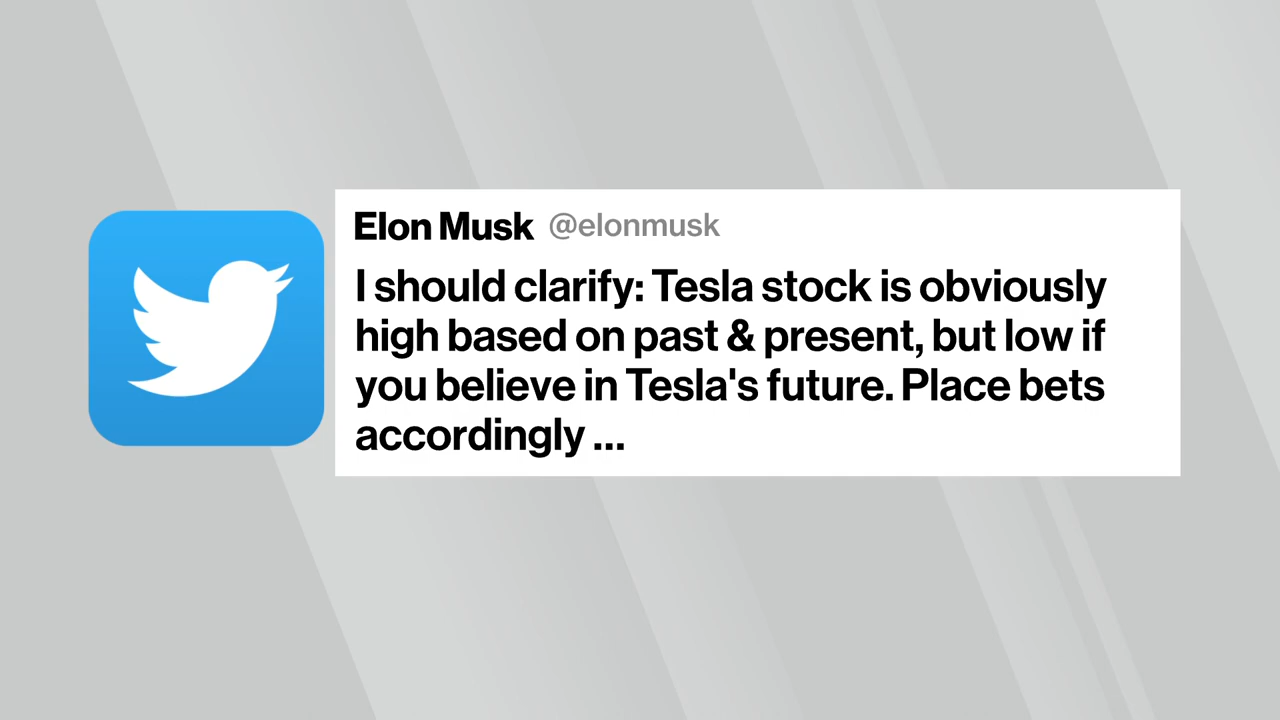 Elon Musk @elonmusk
I should clarify: Tesla stock is obviously
high based on past & present, but low if
you believe in Tesla's future. Place bets
accordingly ...